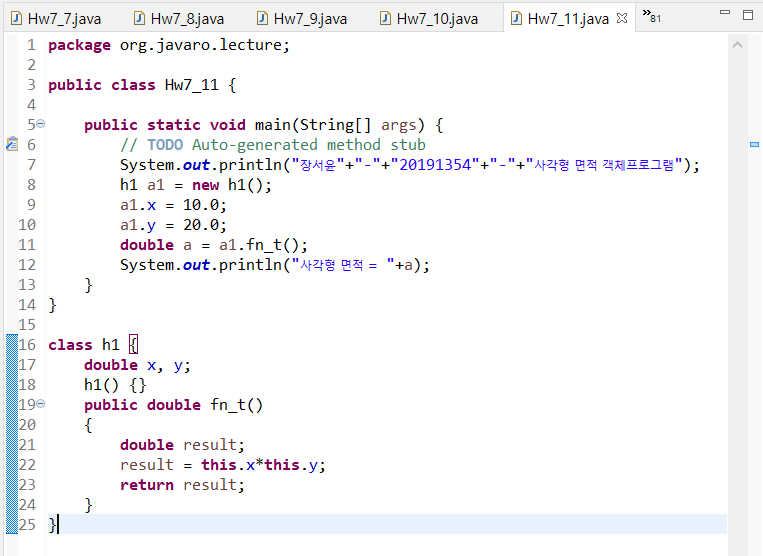 Hw7_7.java Hw7_8.java Hw7_9.java Hw7_10.java Hw7_11.java »81
1 package org.javaro.lecture;
2
3 public class Hw7_11 {
4
5 public static void main(String[] args) {
6 // TODO Auto-generated method stub
7 System.out.println("장서윤"+"-"+"20191354"+"-"+"사각형 면적 객체프로그램");
8 h1 a1 = new h1();
9 a1.x = 10.0;
10 a1.y = 20.0;
11 double a = a1.fn_t();
12 System.out.println("사각형 면적 = "+a);
13 }
14 }
15
16 class h1 {
17 double x, y;
18 h1() {}
19 public double fn_t()
20 {
21 double result;
22 result = this.x*this.y;
23 return result;
24 }
25 }